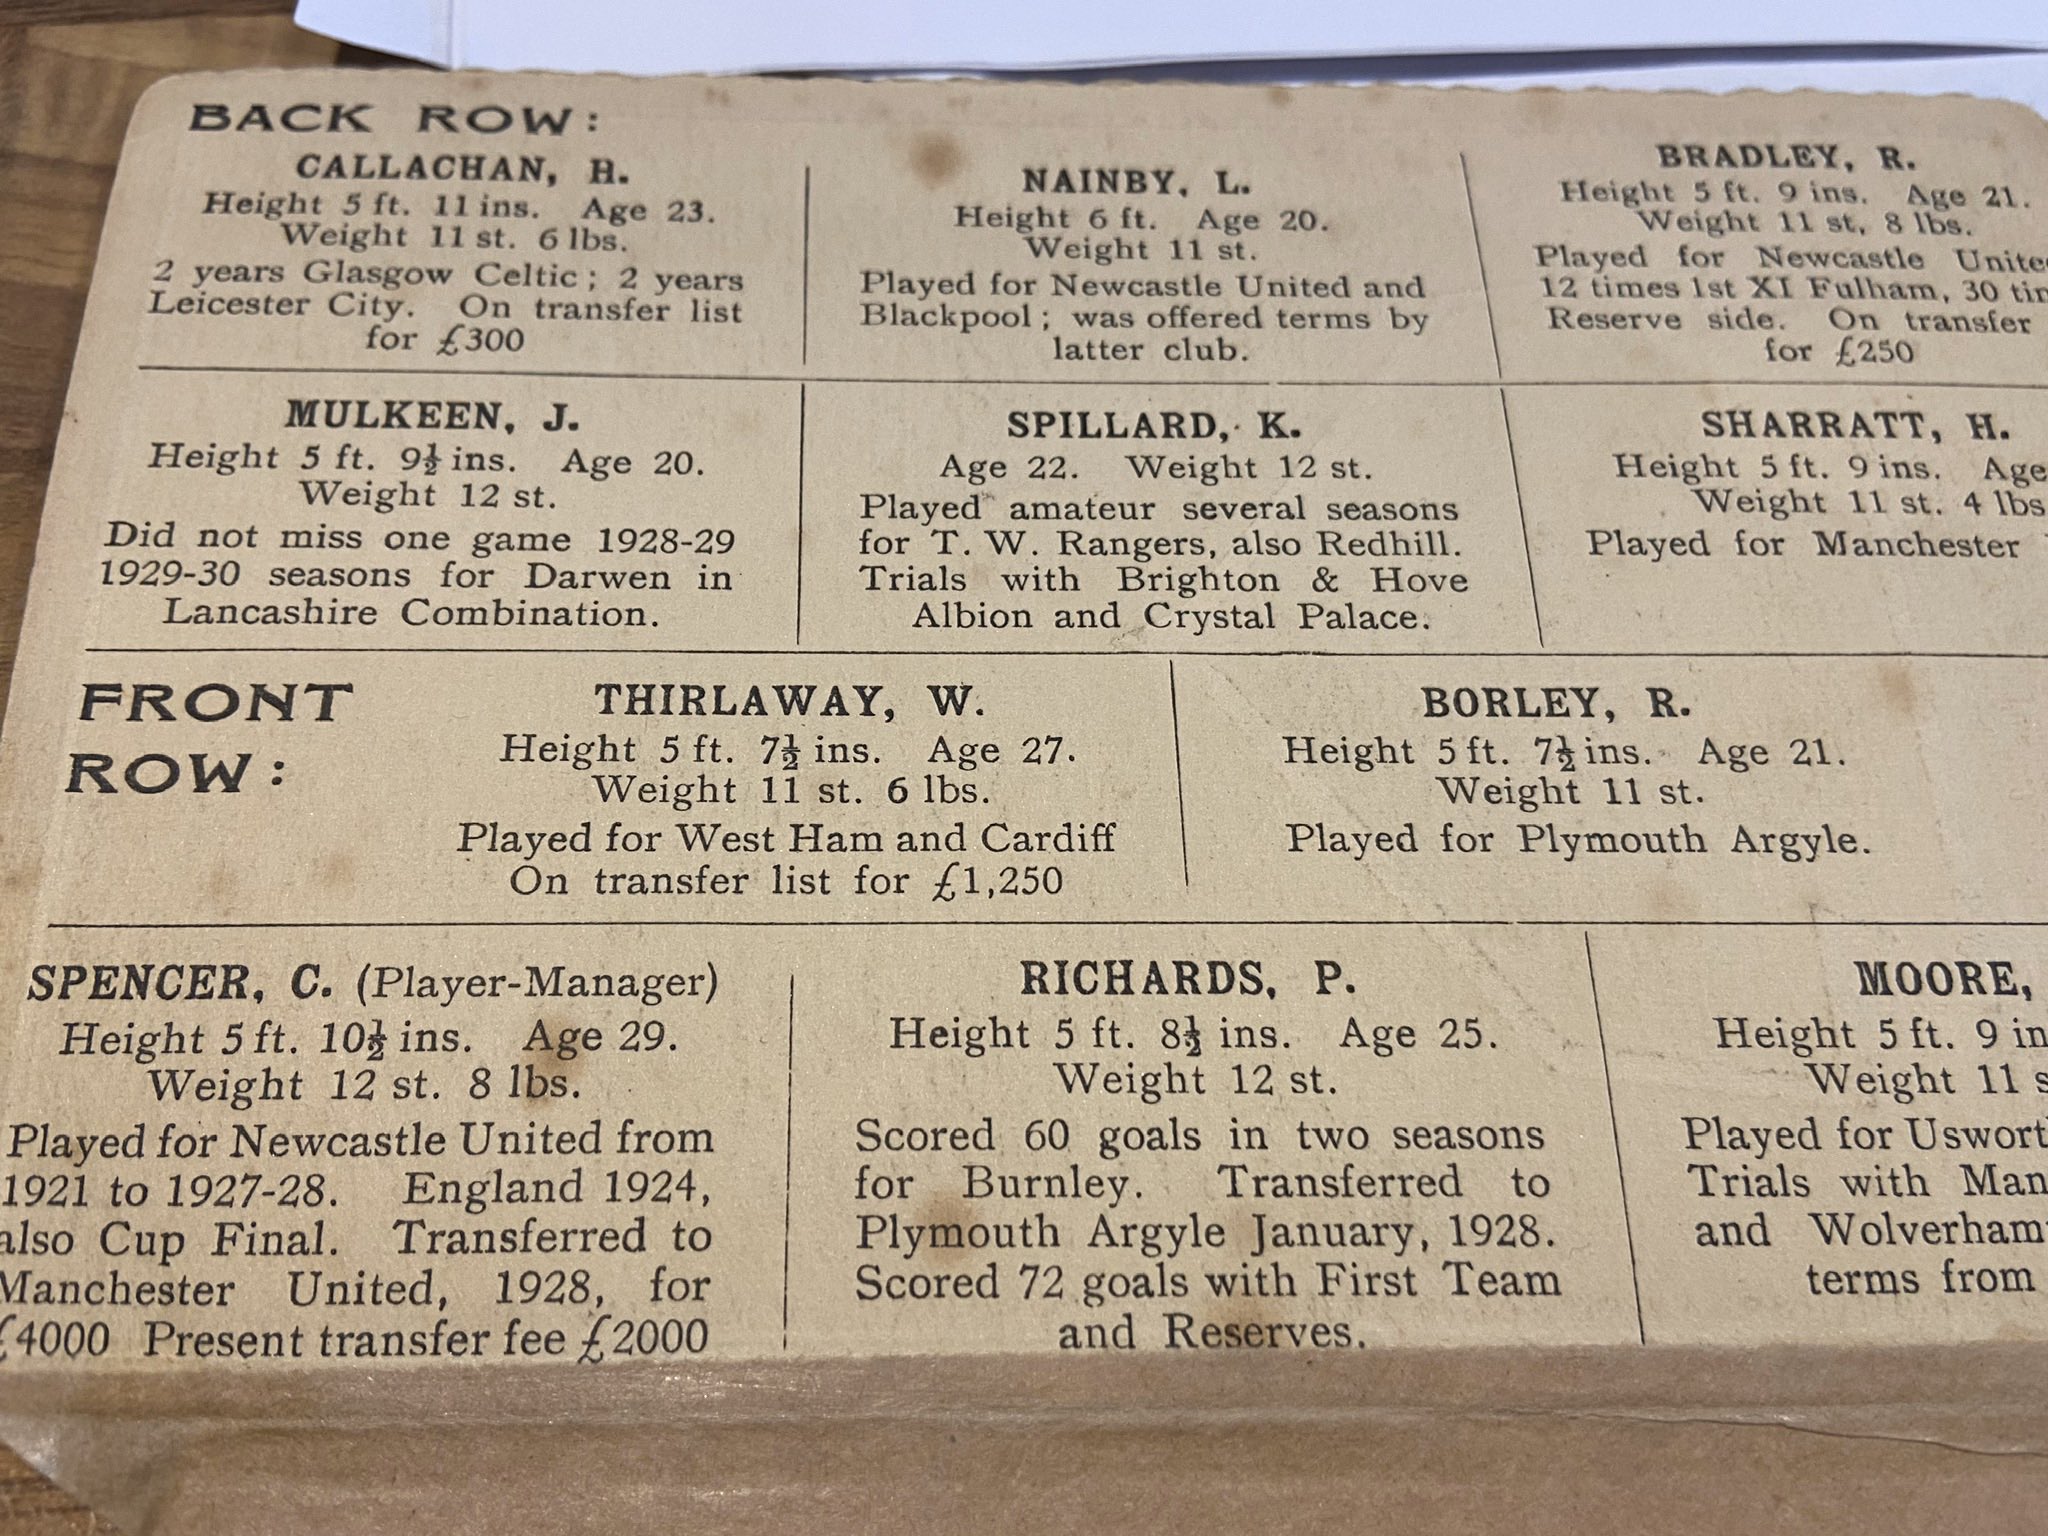 BACK ROW:
CALLACHAN, H.
Height 5 ft. 11 ins. Age 23.
Weight 11 st. 6 lbs.
2 years Glasgow Celtic; 2 years
Leicester City. On transfer list
for £300
NAINBY, L.
Height 6 ft. Age 20.
Weight 11 st.
Played for Newcastle United and
Blackpool; was offered terms by
latter club.
BRADLEY, R.
Height 5 ft. 9 ins. Age 21.
Weight 11 st, 8 lbs.
Played for Newcastle
12 times 1st XI Fulham, 30
Reserve side. On transfer
for £250
MULKEEN, J.
Height 5 ft. 9½ ins. Age 20.
Weight 12 st.
Did not miss one game 1928-29
1929-30 seasons for Darwen in
Lancashire Combination.
SPILLARD, K.
Age 22. Weight 12 st.
Played amateur several seasons
for T. W. Rangers, also Redhill.
Trials with Brighton & Hove
Albion and Crystal Palace.
SHARRATT, H.
Height 5 ft. 9 ins. Age
Weight 11 st. 4 lbs
Played for Manchester
FRONT
ROW:
THIRLAWAY, W.
Height 5 ft. 7½ ins. Age 27.
Weight 11 st. 6 lbs.
Played for West Ham and Cardiff
On transfer list for £1,250
BORLEY, R.
Height 5 ft. 7½ ins. Age 21.
Weight 11 st.
Played for Plymouth Argyle.
SPENCER, C. (Player-Manager)
Height 5 ft. 10½ ins. Age 29.
Weight 12 st. 8 lbs.
Played for Newcastle United from
1921 to 1927-28. England 1924,
also Cup Final. Transferred to
Manchester United, 1928, for
£4000 Present transfer fee £2000
RICHARDS, P.
Height 5 ft. 8½ ins. Age 25.
Weight 12 st.
Scored 60 goals in two seasons
for Burnley. Transferred to
Plymouth Argyle January, 1928.
Scored 72 goals with First Team
and Reserves.
MOORE,
Height 5 ft. 9
Weight 11
Played for
Trials with
and
terms from